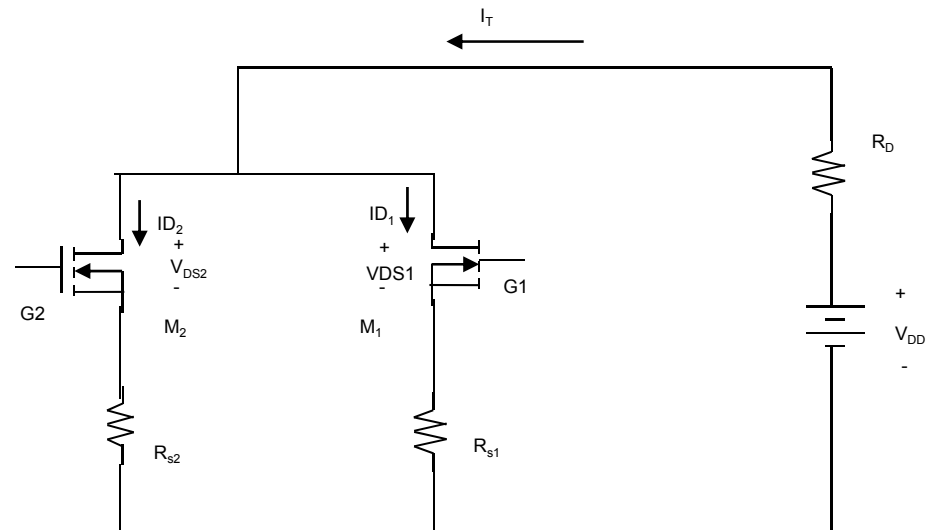 I_T
R_D
ID_2
ID_1
+
+
V_DS2
VDS1
-
-
G2
G1
M_2
M_1
+
V_DD
-
R_s2
R_s1